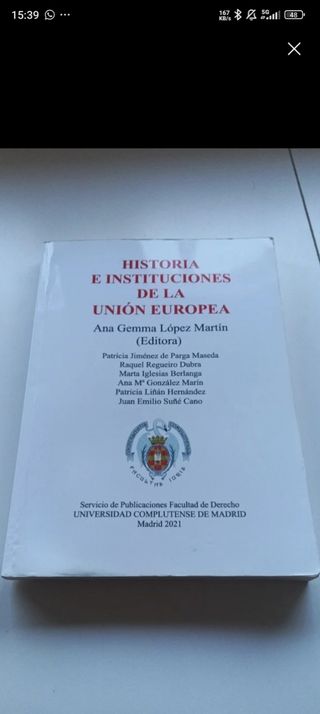 15:39
167
KB/s
5G
48
HISTORIA
E INSTITUCIONES
DE LA
UNIÓN EUROPEA
Ana Gemma López Martín
(Editora)
Patricia Jiménez de Parga Maseda
Raquel Regueiro Dubra
Marta Iglesias Berlanga
Ana Mª González Marín
Patricia Liñán Hernández
Juan Emilio Suñé Cano
FACULTAS IURIS
Servicio de Publicaciones Facultad de Derecho
UNIVERSIDAD COMPLUTENSE DE MADRID
Madrid 2021